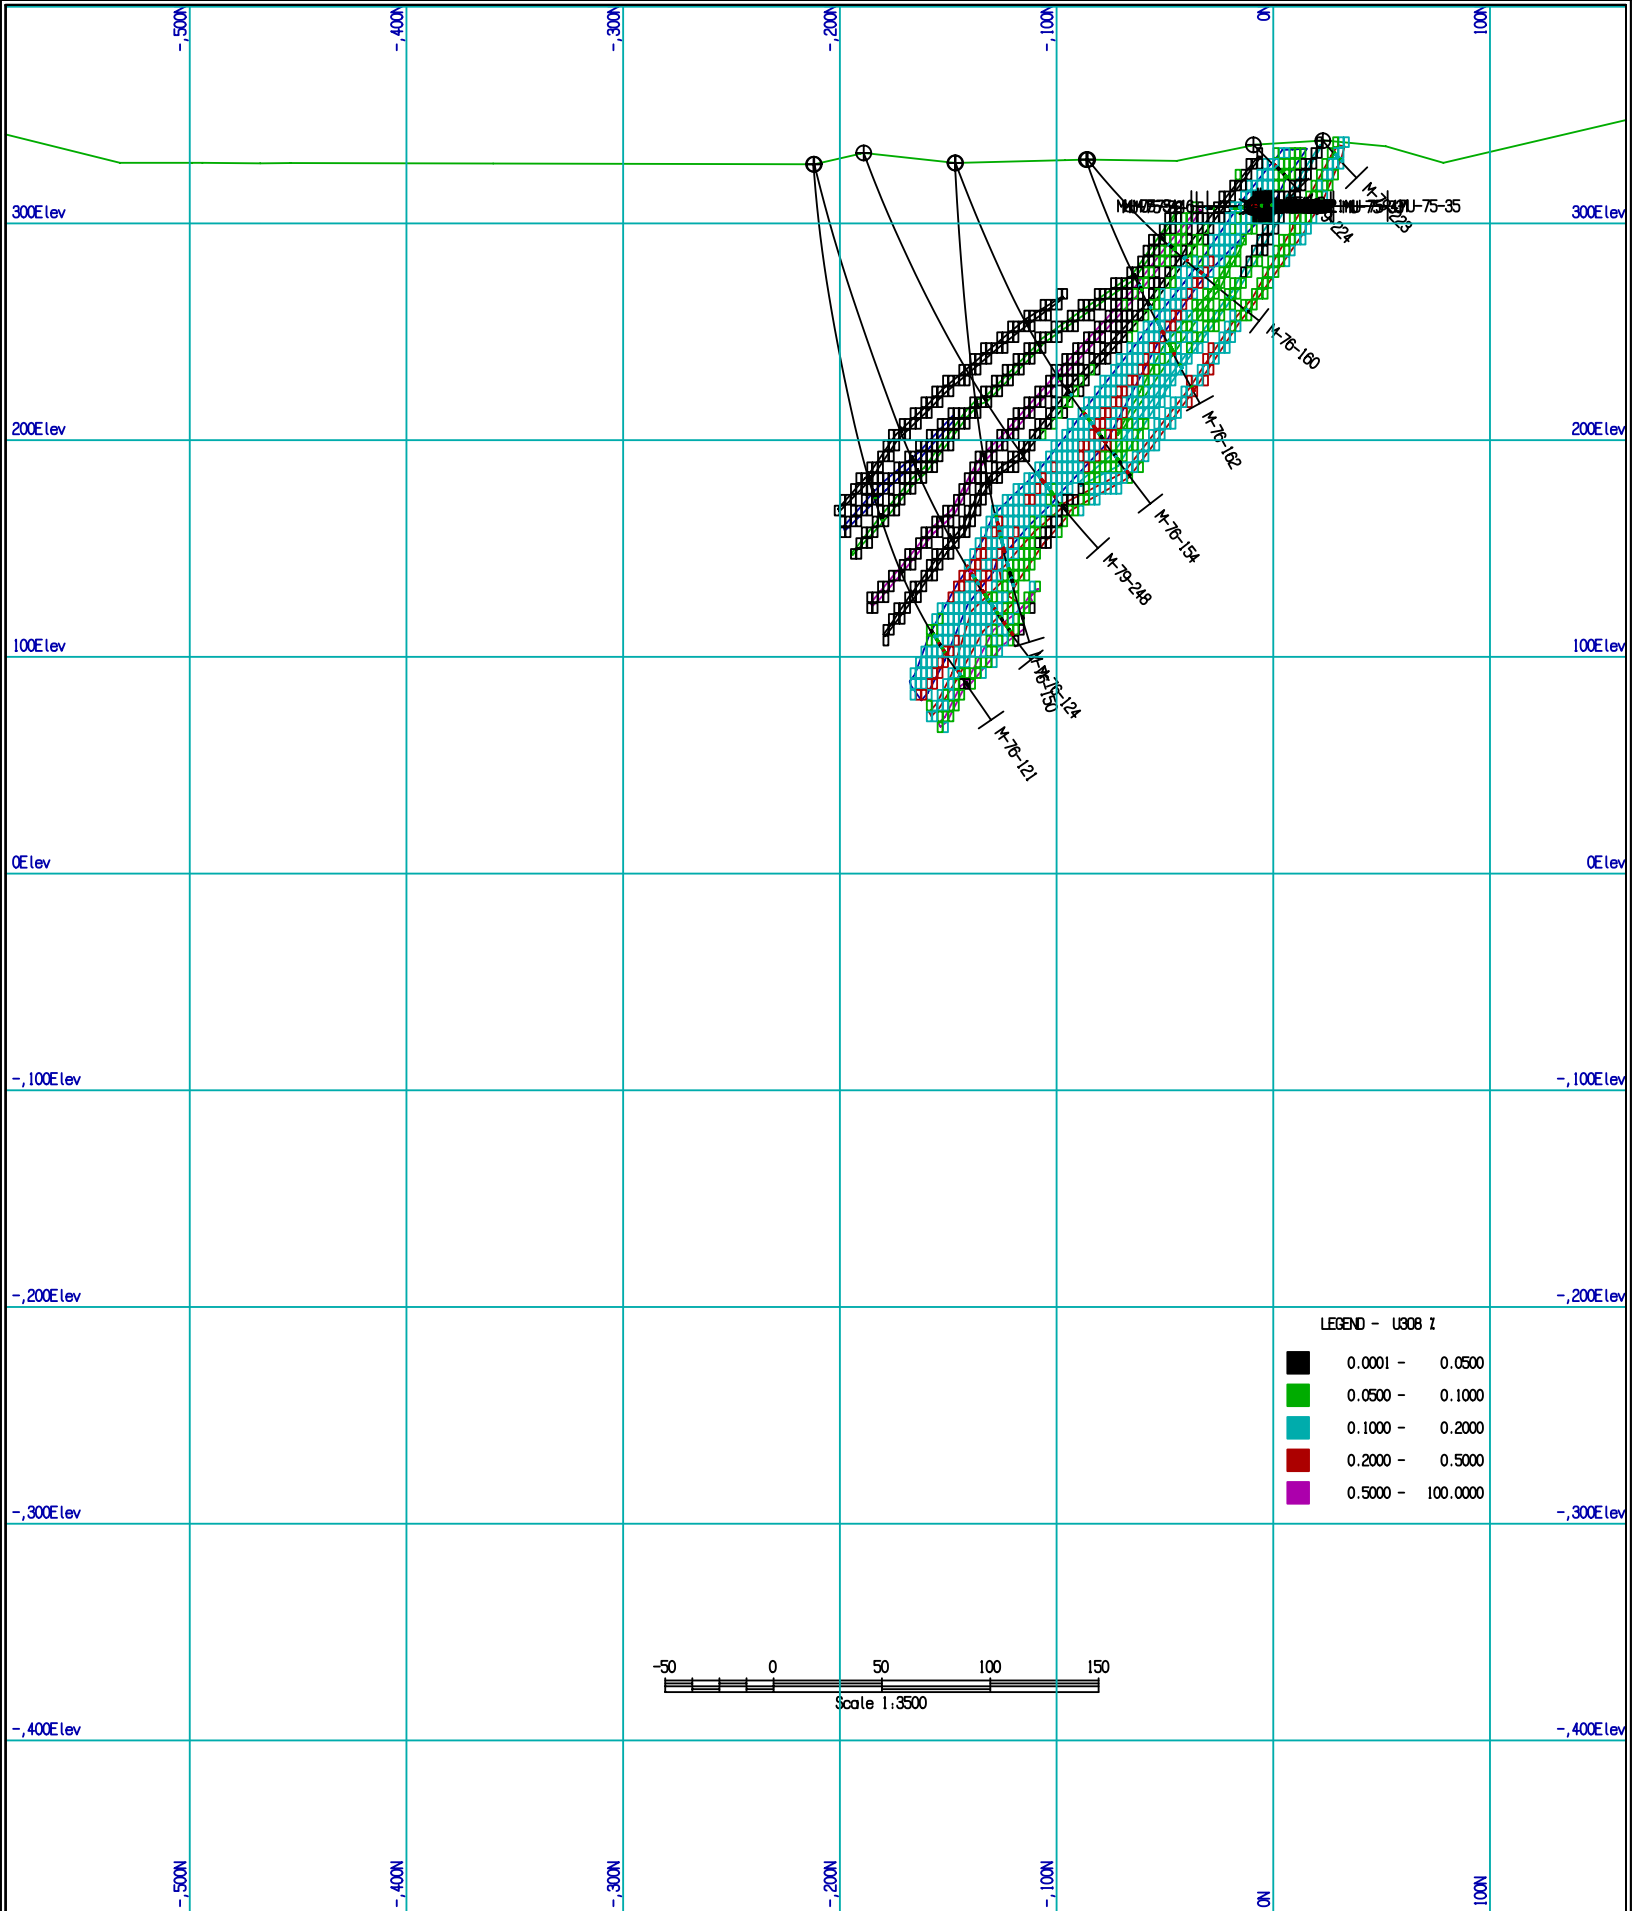 -,500N -,400N -,300N -,200N -,100N 0N 100N
300Elev 300Elev
MU-75-35
M-79-223
224
M-76-160
M-76-162
200Elev 200Elev
M-76-154
M-79-248
100Elev 100Elev
M-76-124
M-76-150
M-76-121
0Elev 0Elev
-,100Elev -,100Elev
-,200Elev -,200Elev
LEGEND - U3O8 %
0.0001 - 0.0500
0.0500 - 0.1000
0.1000 - 0.2000
0.2000 - 0.5000
0.5000 - 100.0000
-,300Elev -,300Elev
-50 0 50 100 150
Scale 1:3500
-,400Elev -,400Elev
-,500N -,400N -,300N -,200N -,100N 0N 100N